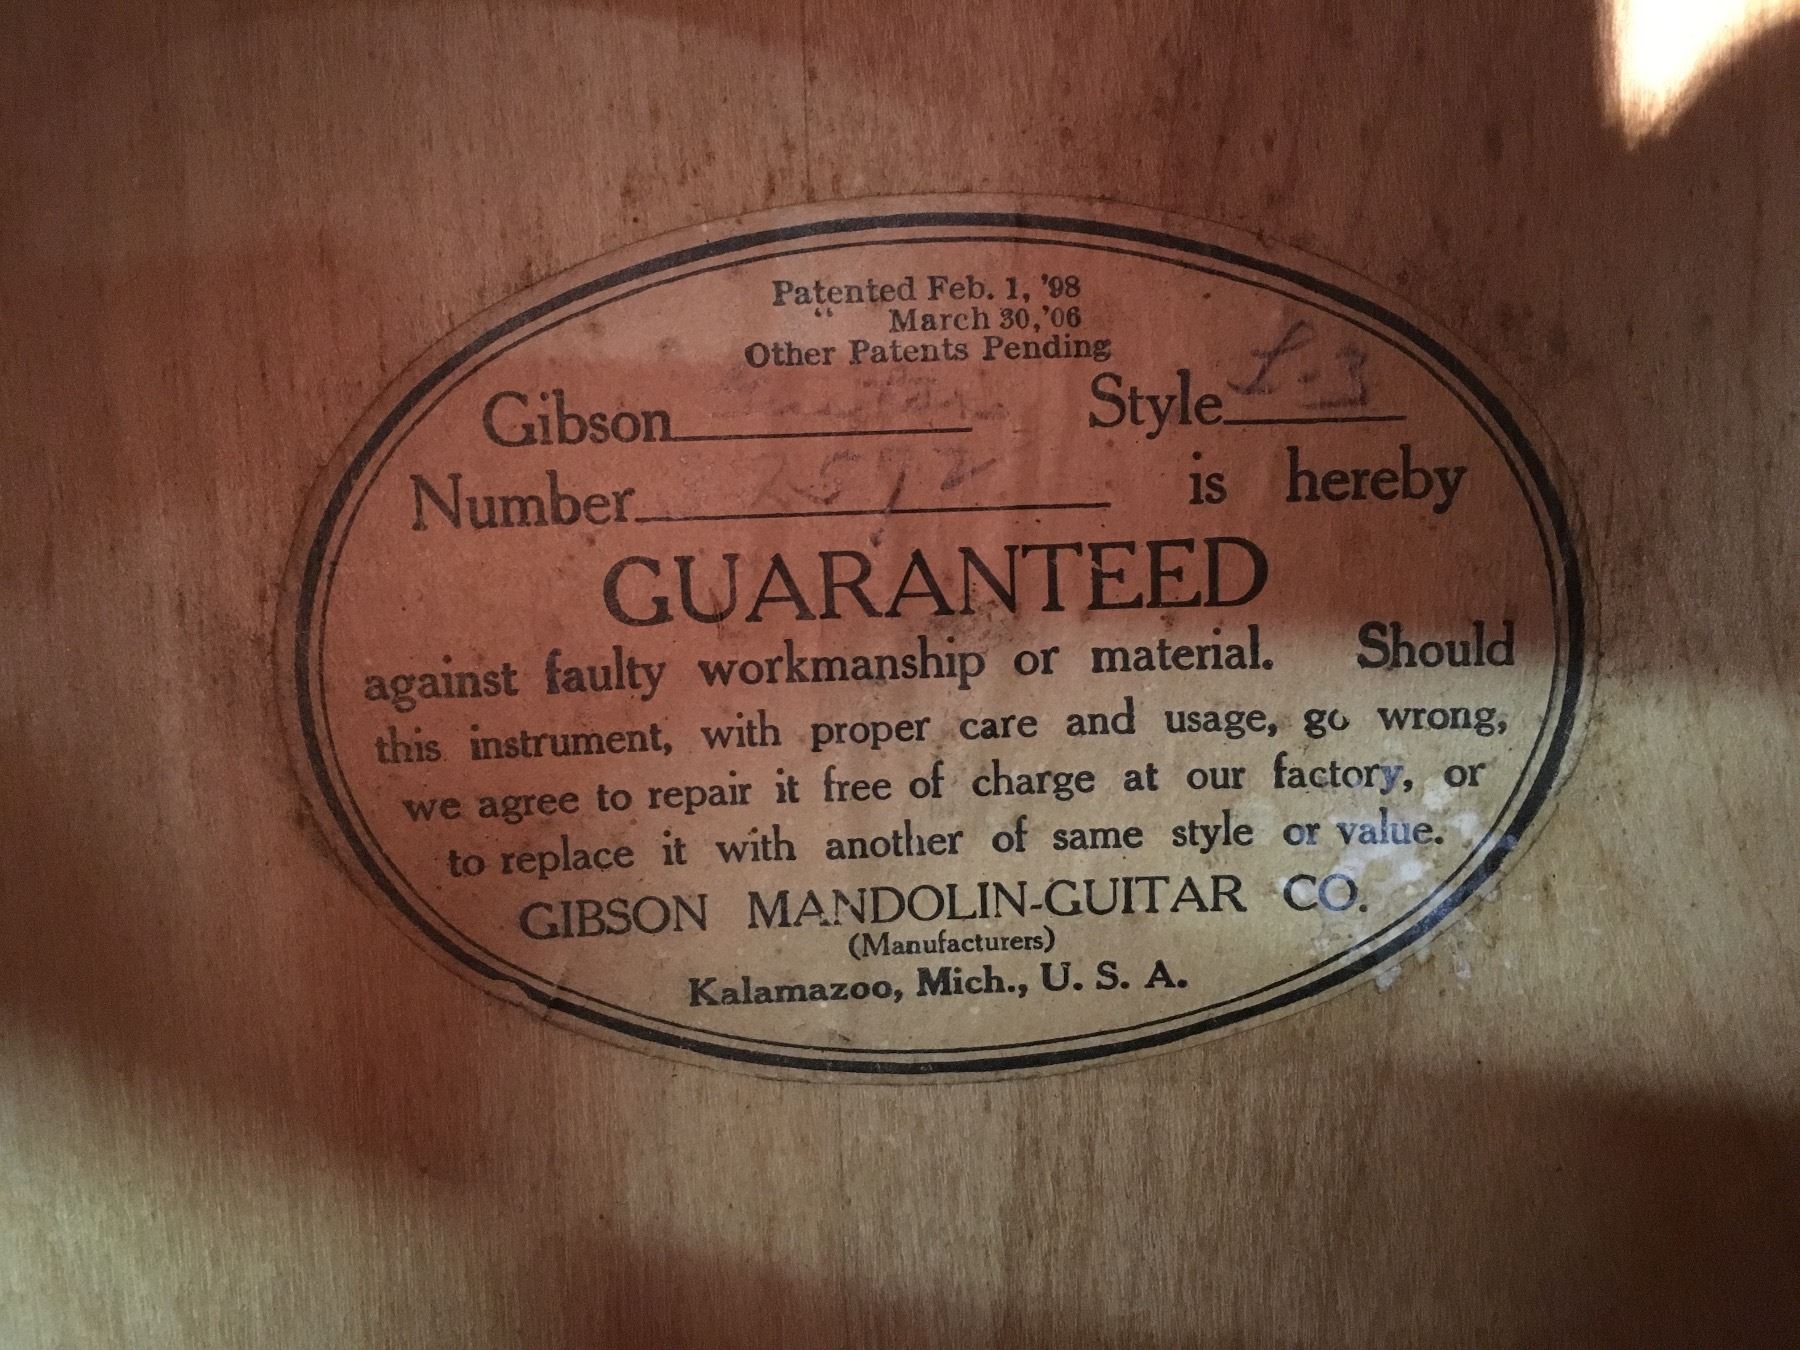 Patented Feb. 1, '98
“ March 30, '06
Other Patents Pending
Gibson Guitar Style L-3
Number 2592 is hereby
GUARANTEED
against faulty workmanship or material. Should
this instrument, with proper care and usage, go wrong,
we agree to repair it free of charge at our factory, or
to replace it with another of same style or value.
GIBSON MANDOLIN-GUITAR CO.
(Manufacturers)
Kalamazoo, Mich., U. S. A.